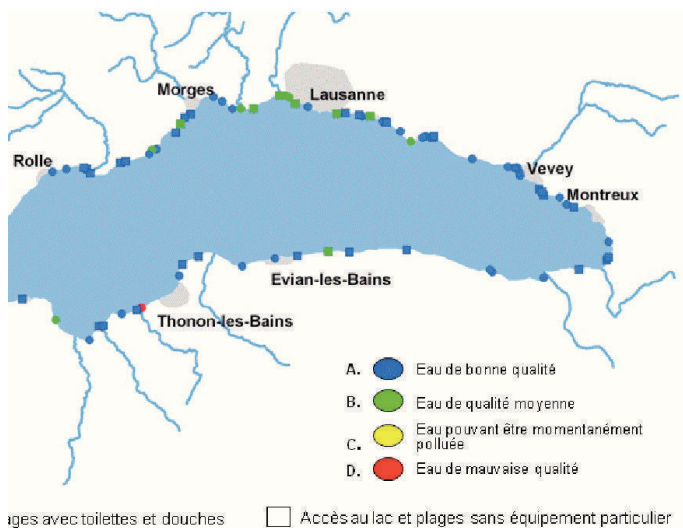 Morges
Lausanne
Rolle
Vevey
Montreux
Evian-les-Bains
Thonon-les-Bains
A. Eau de bonne qualité
B. Eau de qualité moyenne
C. Eau pouvant être momentanément
polluée
D. Eau de mauvaise qualité
ages avec toilettes et douches
Accès au lac et plages sans équipement particulier